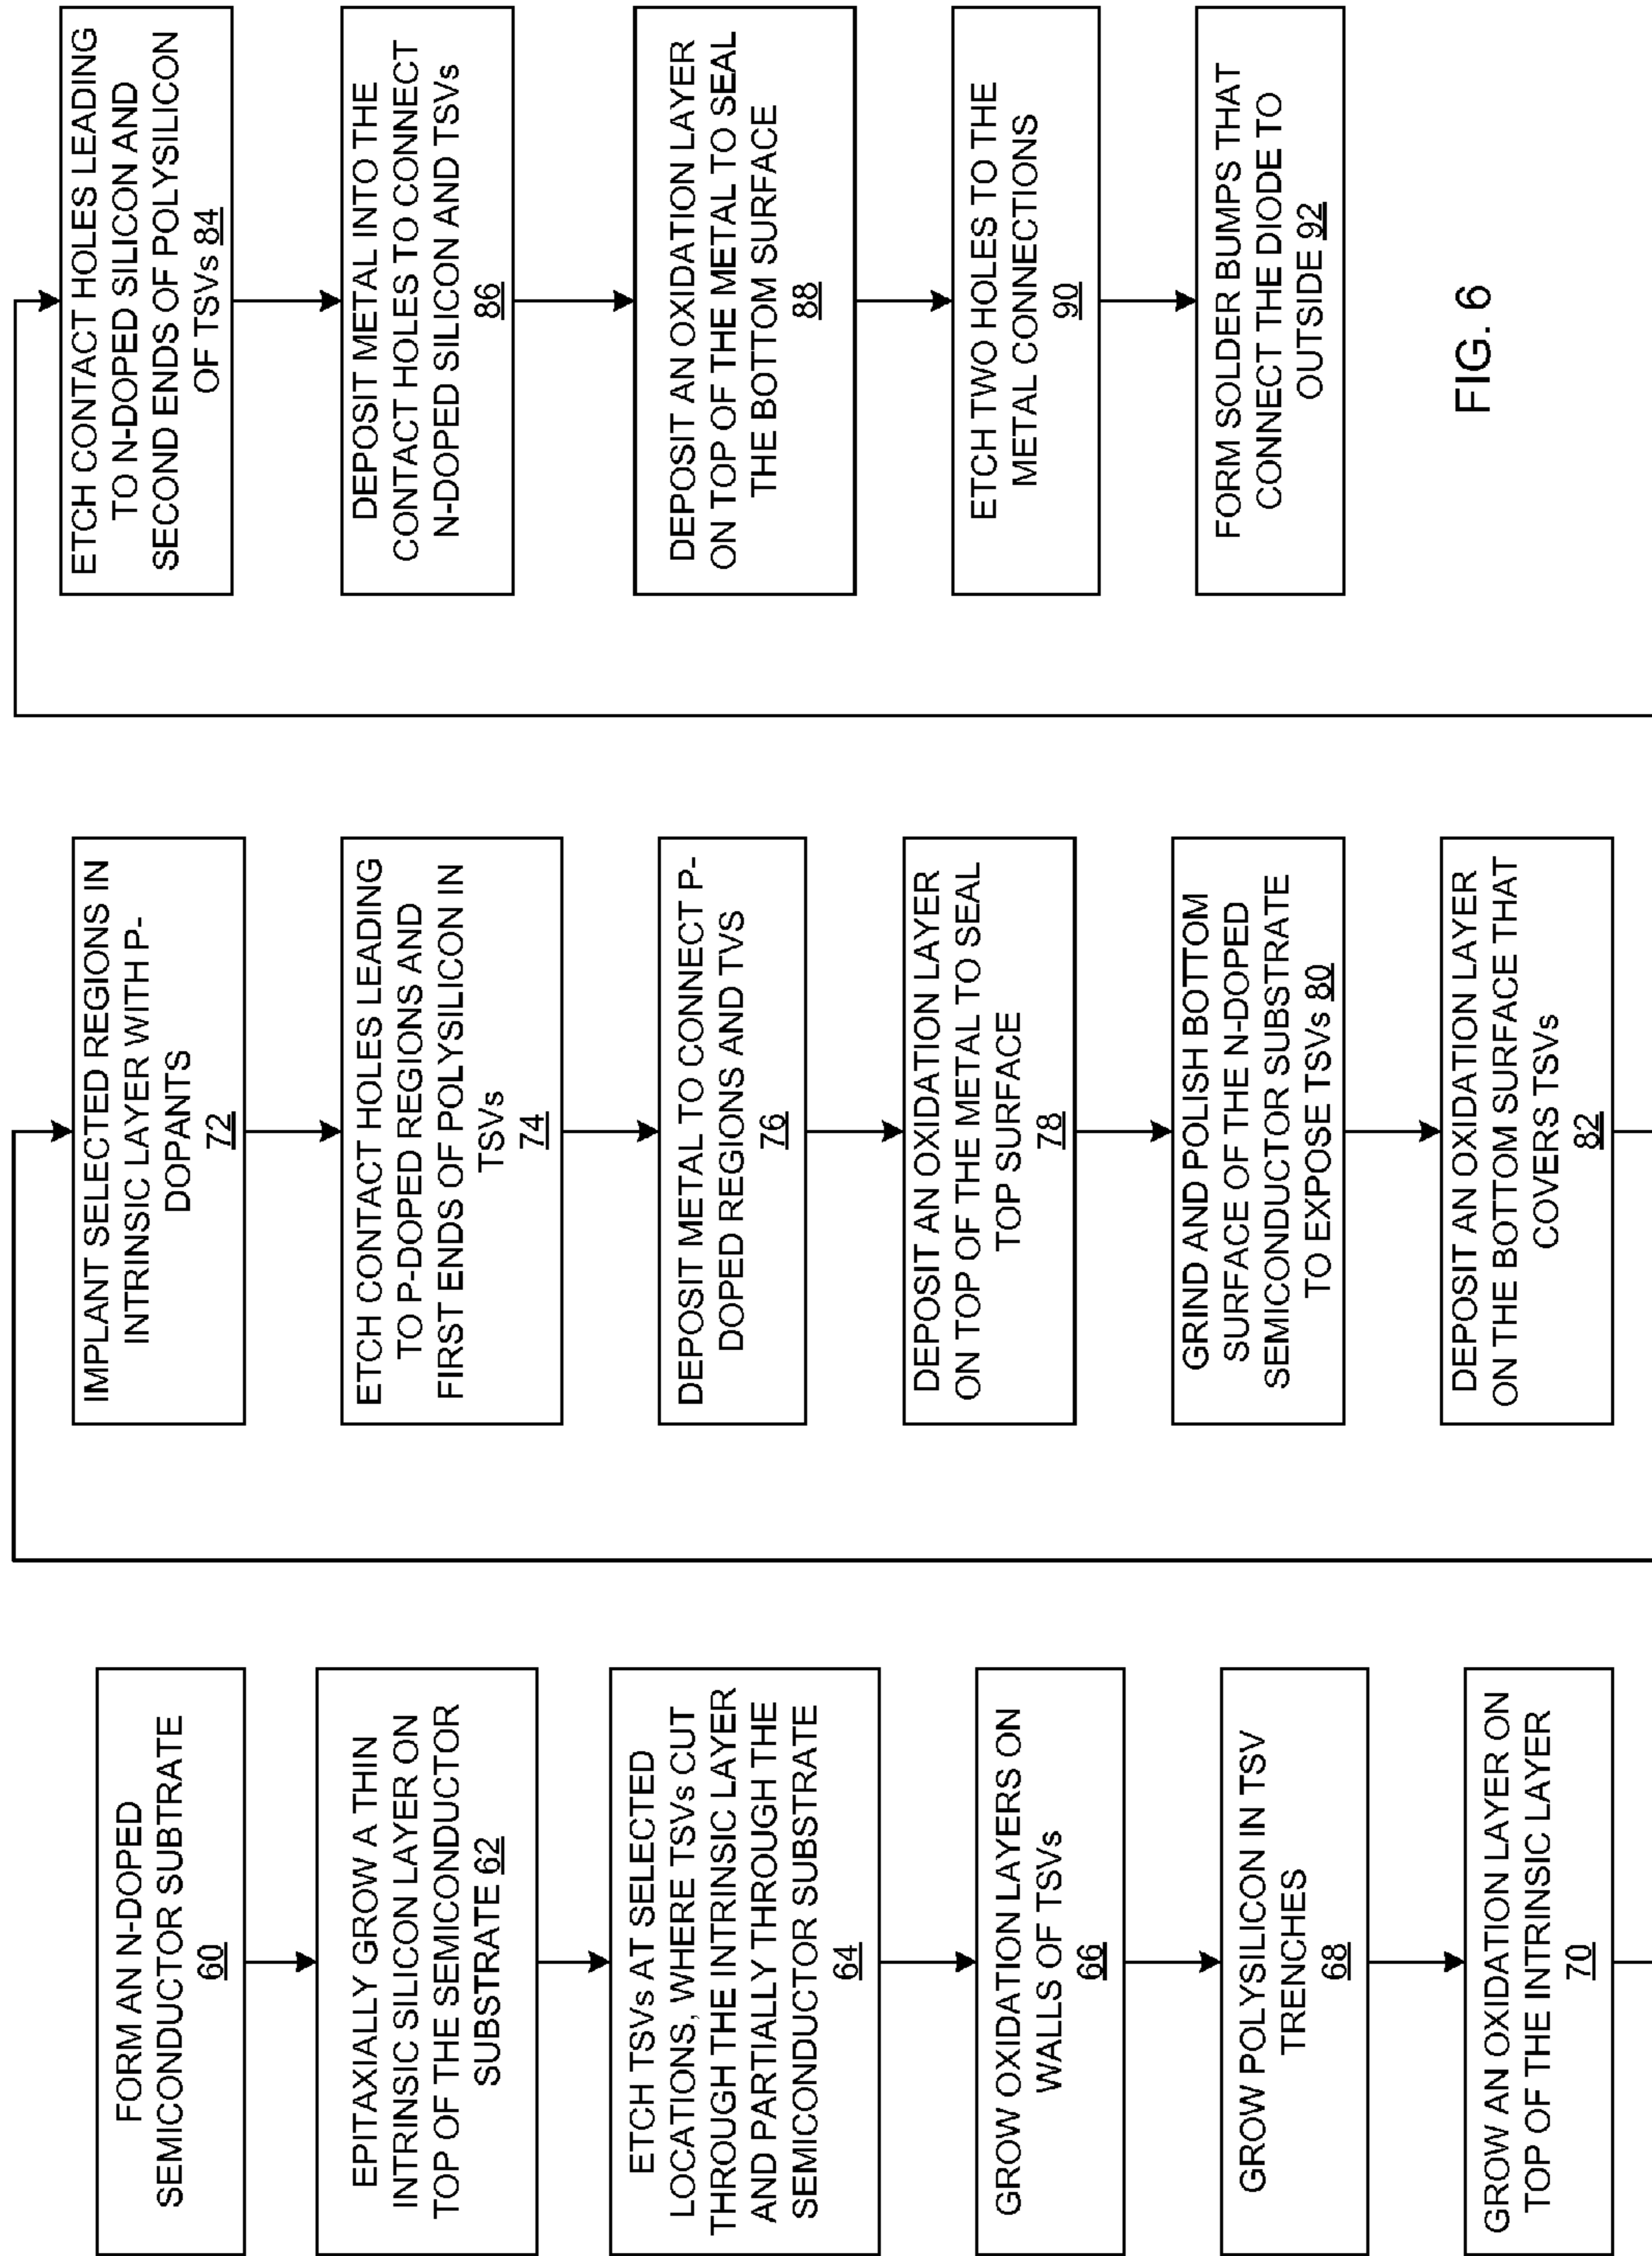 FORM AN N-DOPED
SEMICONDUCTOR SUBTRATE
60
EPITAXIALLY GROW A THIN
INTRINSIC SILICON LAYER ON
TOP OF THE SEMICONDUCTOR
SUBSTRATE 62
ETCH TSVs AT SELECTED
LOCATIONS, WHERE TSVs CUT
THROUGH THE INTRINSIC LAYER
AND PARTIALLY THROUGH THE
SEMICONDUCTOR SUBSTRATE
64
GROW OXIDATION LAYERS ON
WALLS OF TSVs
66
GROW POLYSILICON IN TSV
TRENCHES
68
GROW AN OXIDATION LAYER ON
TOP OF THE INTRINSIC LAYER
70
IMPLANT SELECTED REGIONS IN
INTRINSIC LAYER WITH P-
DOPANTS
72
ETCH CONTACT HOLES LEADING
TO P-DOPED REGIONS AND
FIRST ENDS OF POLYSILICON IN
TSVs
74
DEPOSIT METAL TO CONNECT P-
DOPED REGIONS AND TVS
76
DEPOSIT AN OXIDATION LAYER
ON TOP OF THE METAL TO SEAL
TOP SURFACE
78
GRIND AND POLISH BOTTOM
SURFACE OF THE N-DOPED
SEMICONDUCTOR SUBSTRATE
TO EXPOSE TSVs 80
DEPOSIT AN OXIDATION LAYER
ON THE BOTTOM SURFACE THAT
COVERS TSVs
82
ETCH CONTACT HOLES LEADING
TO N-DOPED SILICON AND
SECOND ENDS OF POLYSILICON
OF TSVs 84
DEPOSIT METAL INTO THE
CONTACT HOLES TO CONNECT
N-DOPED SILICON AND TSVs
86
DEPOSIT AN OXIDATION LAYER
ON TOP OF THE METAL TO SEAL
THE BOTTOM SURFACE
88
ETCH TWO HOLES TO THE
METAL CONNECTIONS
90
FORM SOLDER BUMPS THAT
CONNECT THE DIODE TO
OUTSIDE 92
FIG. 6